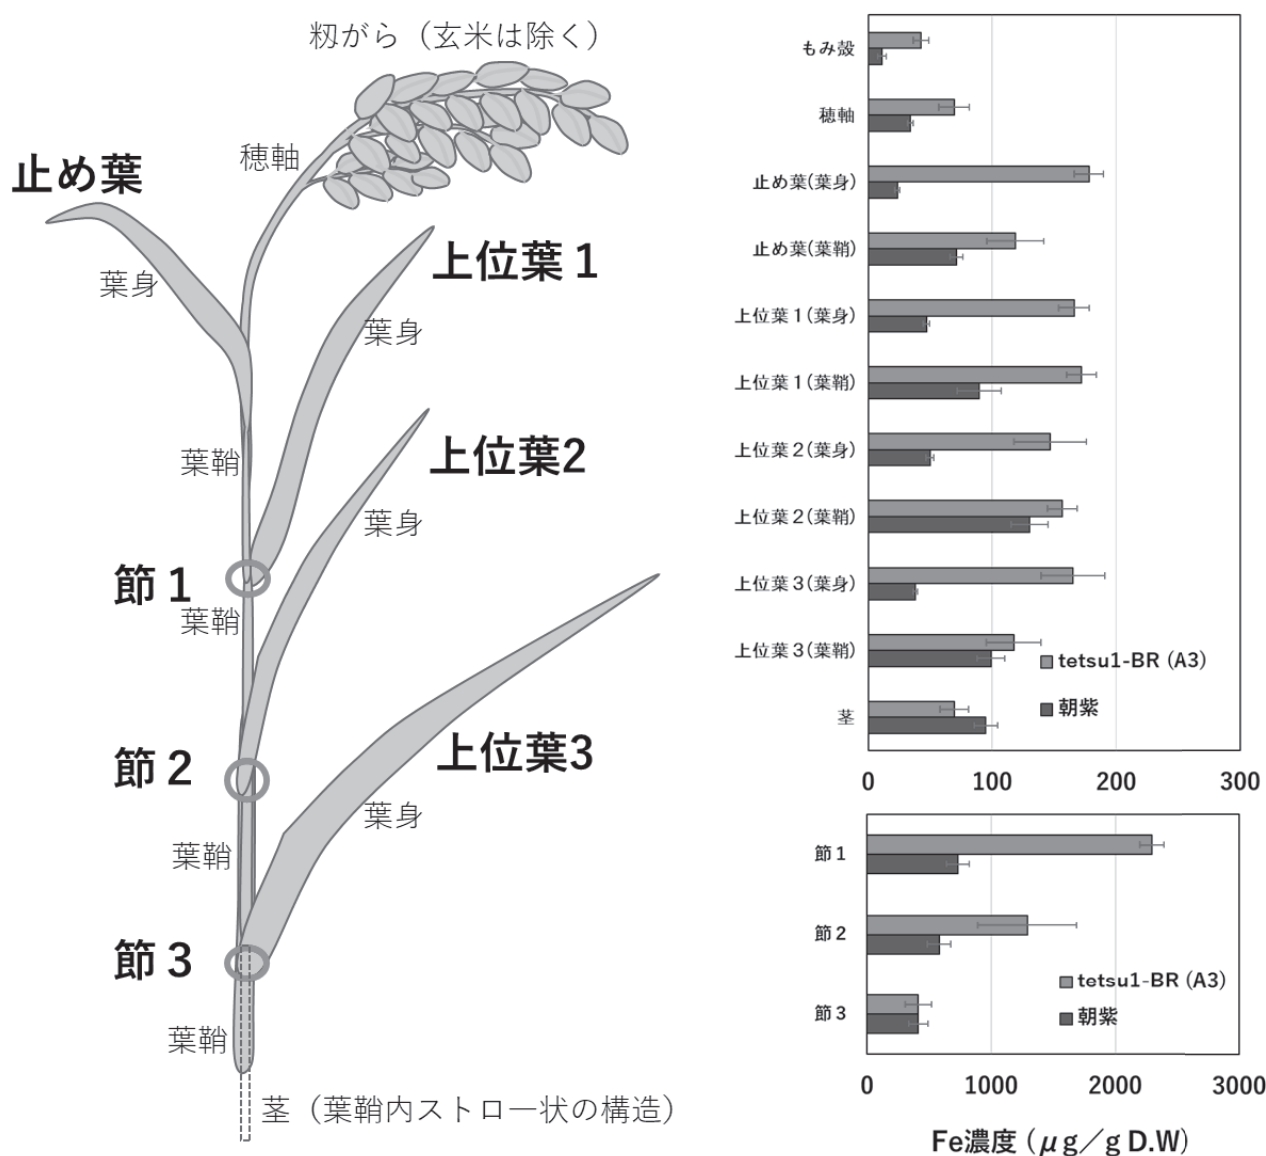 籾がら（玄米は除く）
穂軸
止め葉
葉身
上位葉１
葉身
上位葉2
葉身
葉鞘
節１
葉鞘
節２
上位葉3
葉身
葉鞘
節３
葉鞘
茎（葉鞘内ストロー状の構造）
もみ殻
穂軸
止め葉(葉身)
止め葉(葉鞘)
上位葉１(葉身)
上位葉１(葉鞘)
上位葉２(葉身)
上位葉２(葉鞘)
上位葉３(葉身)
上位葉３(葉鞘)
茎
tetsu1-BR (A3)
朝紫
0 100 200 300
節１
節２
節３
tetsu1-BR (A3)
朝紫
0 1000 2000 3000
Fe濃度（μg／g D.W）